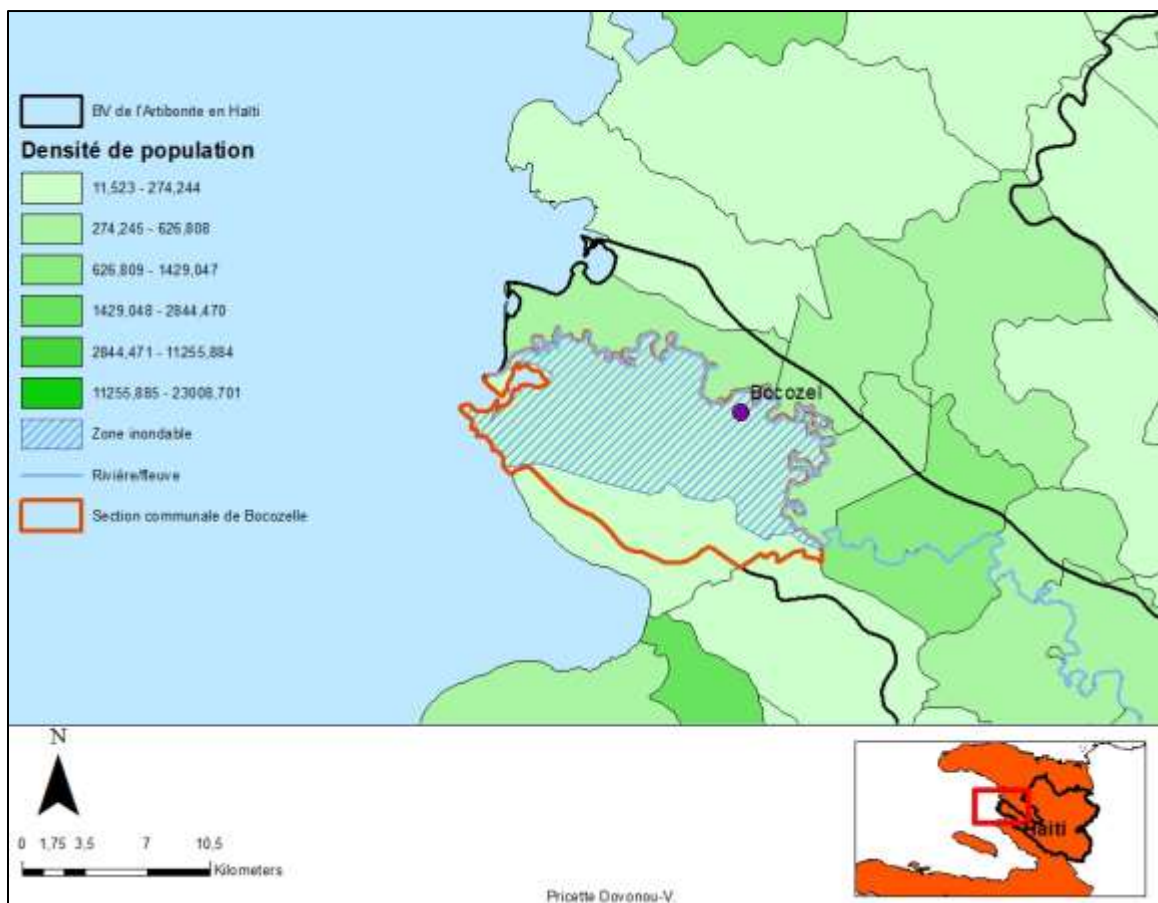 BV de l'Artibonite en Haïti
Densité de population
11,523 - 274,244
274,245 - 626,808
626,809 - 1429,047
1429,048 - 2844,470
2844,471 - 11255,884
11255,885 - 23008,701
Zone inondable
Rivière/fleuve
Section communale de Bocozelle
Bocozel
N
0 1,75 3,5 7 10,5
Kilometers
Haiti
Pricette Dovonou-V.